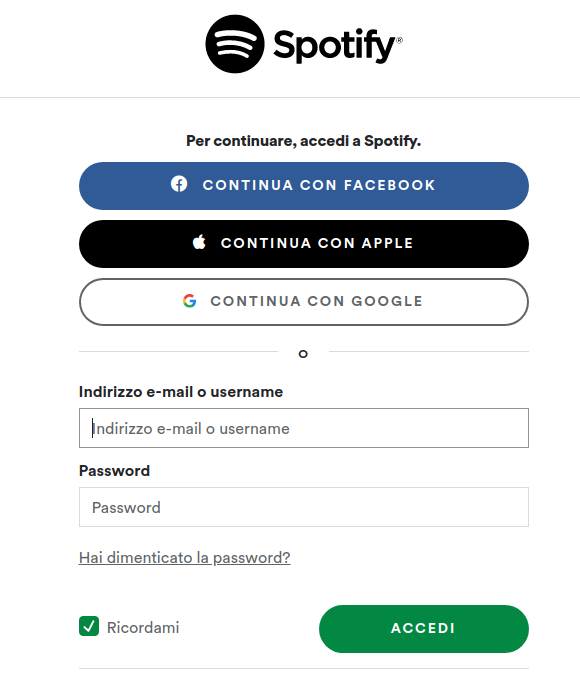 Spotify®
Per continuare, accedi a Spotify.
CONTINUA CON FACEBOOK
CONTINUA CON APPLE
CONTINUA CON GOOGLE
O
Indirizzo e-mail o username
Indirizzo e-mail o username
Password
Password
Hai dimenticato la password?
Ricordami
ACCEDI